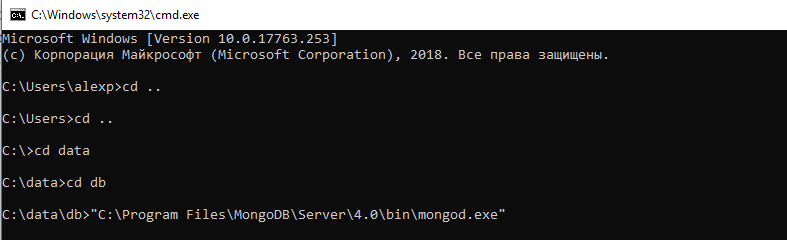 C:\Windows\system32\cmd.exe
Microsoft Windows [Version 10.0.17763.253]
(c) Корпорация Майкрософт (Microsoft Corporation), 2018. Все права защищены.
C:\Users\alexp>cd ..
C:\Users>cd ..
C:\>cd data
C:\data>cd db
C:\data\db>"C:\Program Files\MongoDB\Server\4.0\bin\mongod.exe"